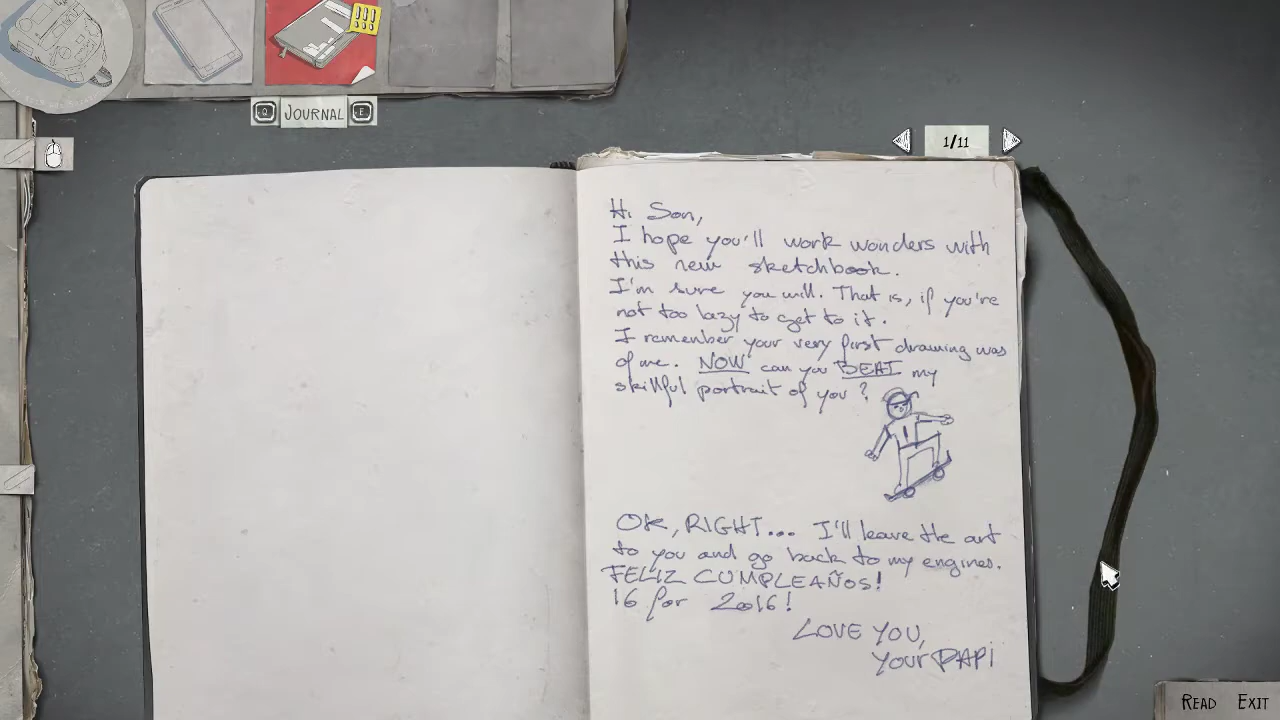 Q JOURNAL E
1/11
Hi Son,
I hope you'll work wonders with
this new sketchbook.
I'm sure you will. That is, if you're
not too lazy to get to it.
I remember your very first drawing was
of me. NOW can you BEAT my
skillful portrait of you?
OK, RIGHT... I'll leave the art
to you and go back to my engines.
FELIZ CUMPLEAÑOS!
16 for 2016!
LOVE YOU,
Your PAPI
READ EXIT